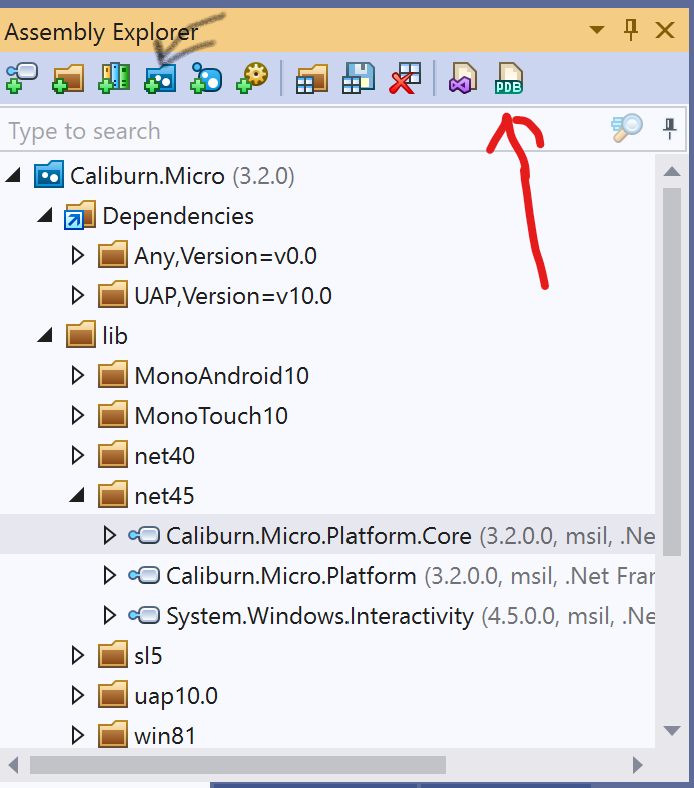 Assembly Explorer
PDB
Type to search
Caliburn.Micro (3.2.0)
Dependencies
Any,Version=v0.0
UAP,Version=v10.0
lib
MonoAndroid10
MonoTouch10
net40
net45
Caliburn.Micro.Platform.Core (3.2.0.0, msil, .Ne
Caliburn.Micro.Platform (3.2.0.0, msil, .Net Fran
System.Windows.Interactivity (4.5.0.0, msil, .Ne
sl5
uap10.0
win81